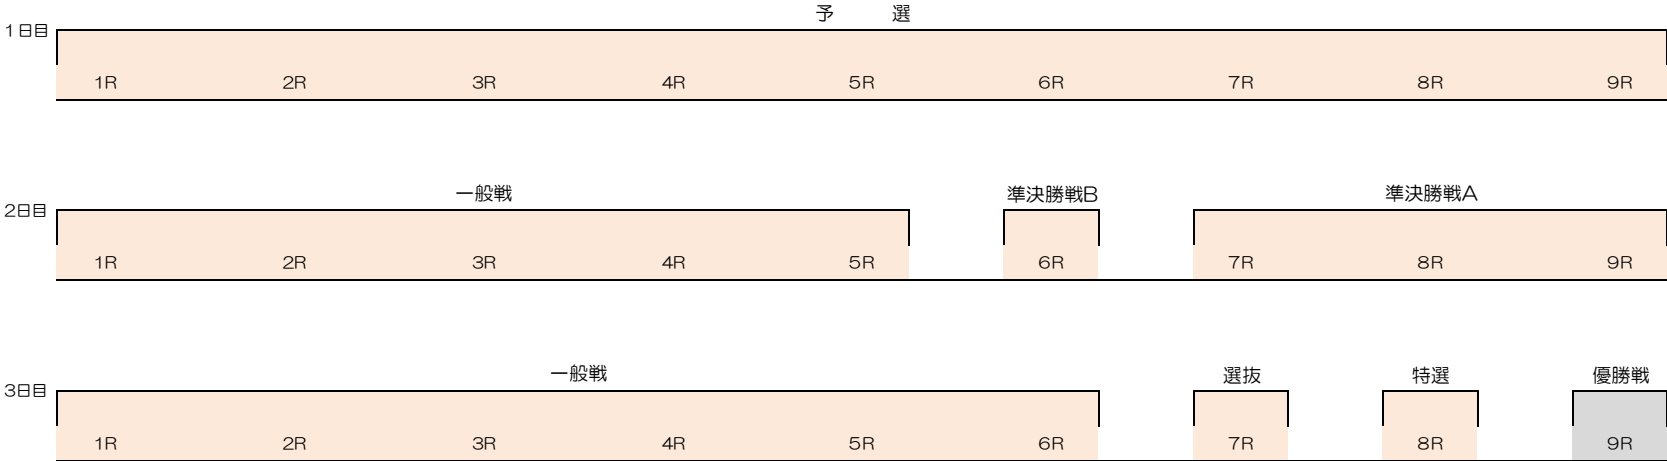 予　選
1日目
1R 2R 3R 4R 5R 6R 7R 8R 9R
一般戦 準決勝戦B 準決勝戦A
2日目
1R 2R 3R 4R 5R 6R 7R 8R 9R
一般戦 選抜 特選 優勝戦
3日目
1R 2R 3R 4R 5R 6R 7R 8R 9R